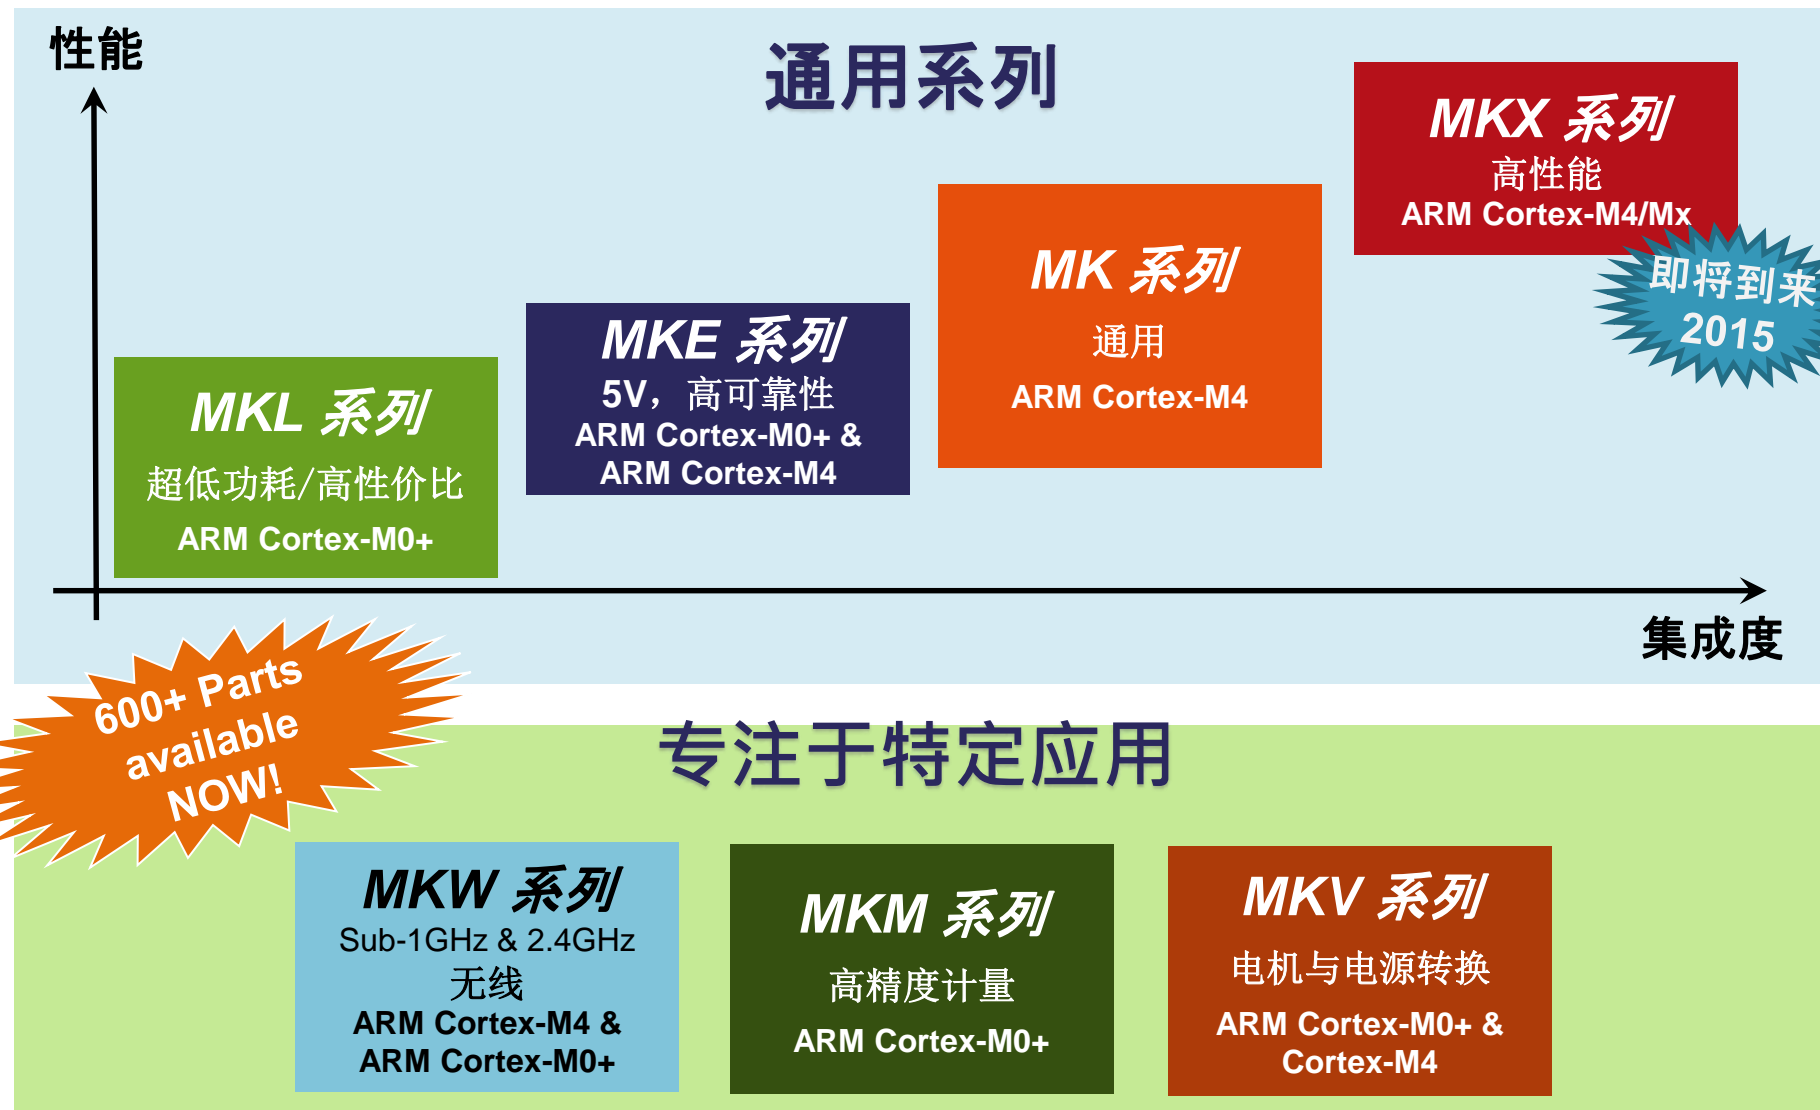 性能
通用系列
MKX 系列
高性能
ARM Cortex-M4/Mx
即将到来
2015
MK 系列
通用
ARM Cortex-M4
MKE 系列
5V，高可靠性
ARM Cortex-M0+ &
ARM Cortex-M4
MKL 系列
超低功耗/高性价比
ARM Cortex-M0+
集成度
600+ Parts
available
NOW!
专注于特定应用
MKW 系列
Sub-1GHz & 2.4GHz
无线
ARM Cortex-M4 &
ARM Cortex-M0+
MKM 系列
高精度计量
ARM Cortex-M0+
MKV 系列
电机与电源转换
ARM Cortex-M0+ &
Cortex-M4